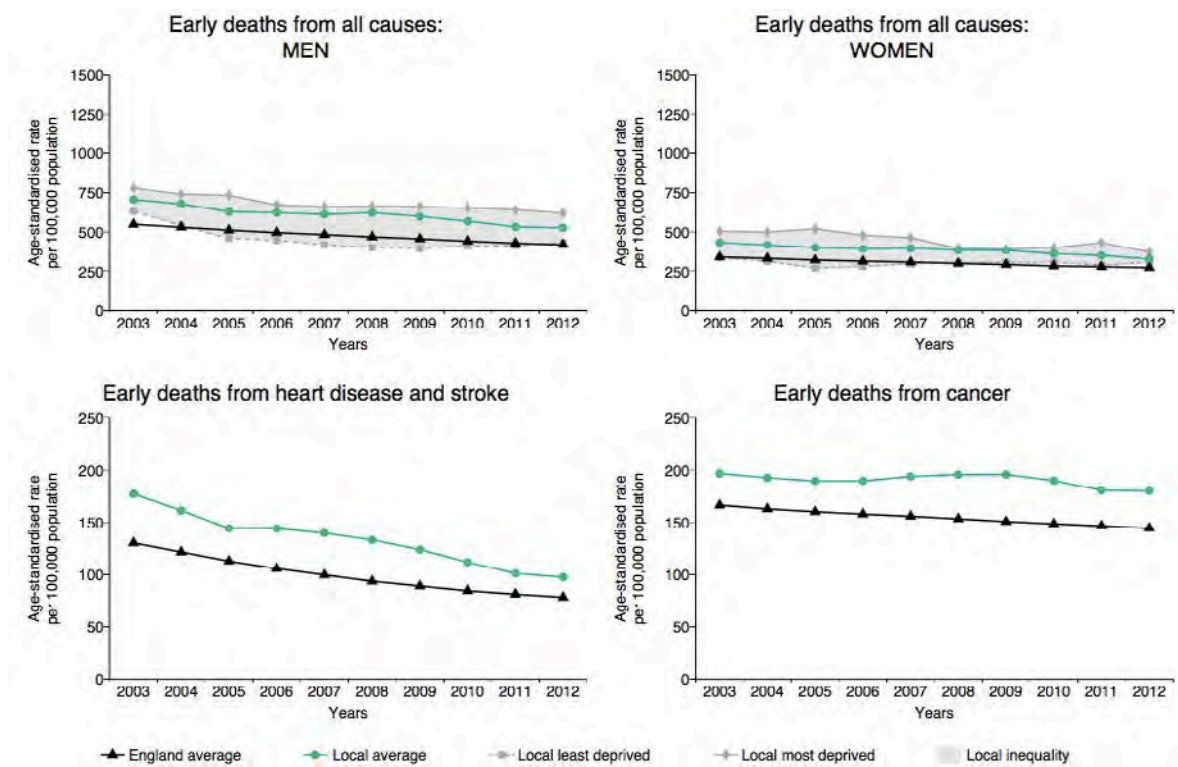 Early deaths from all causes:
MEN
Age-standardised rate
per 100,000 population
1500
1250
1000
750
500
250
0
2003 2004 2005 2006 2007 2008 2009 2010 2011 2012
Years
Early deaths from all causes:
WOMEN
Age-standardised rate
per 100,000 population
1500
1250
1000
750
500
250
0
2003 2004 2005 2006 2007 2008 2009 2010 2011 2012
Years
Early deaths from heart disease and stroke
Age-standardised rate
per 100,000 population
250
200
150
100
50
0
2003 2004 2005 2006 2007 2008 2009 2010 2011 2012
Years
Early deaths from cancer
Age-standardised rate
per 100,000 population
250
200
150
100
50
0
2003 2004 2005 2006 2007 2008 2009 2010 2011 2012
Years
England average Local average Local least deprived Local most deprived Local inequality